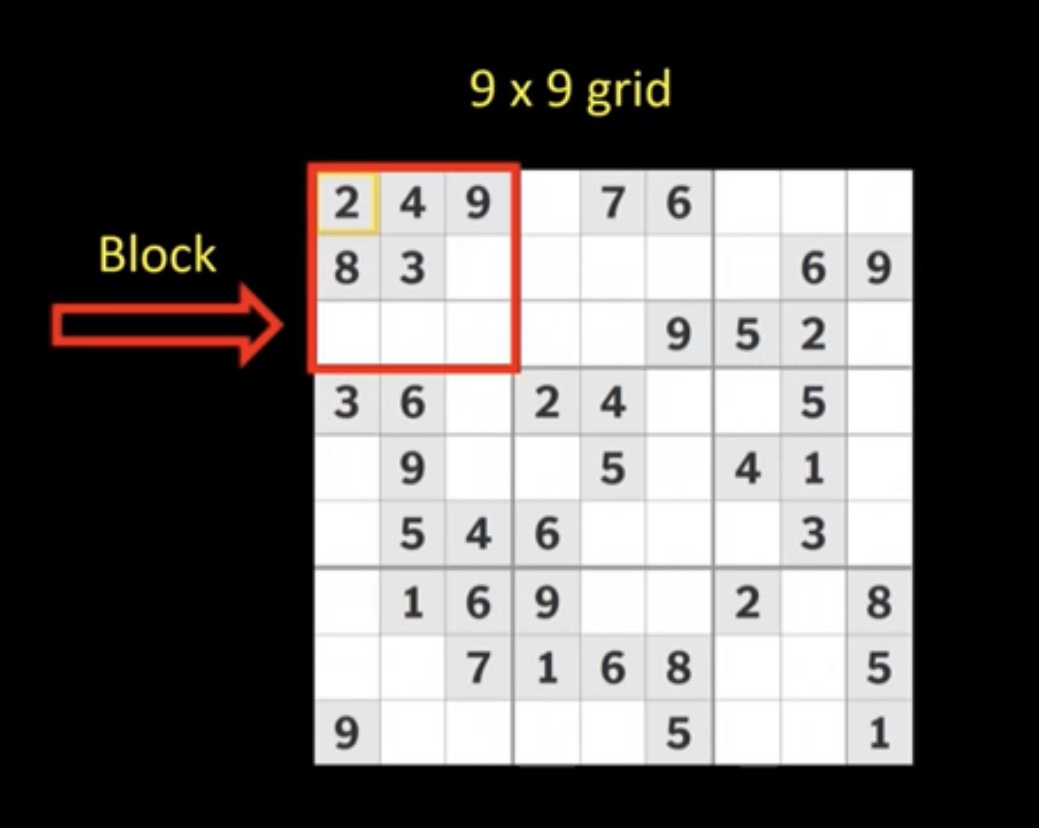 9 x 9 grid
Block
2 4 9 7 6
8 3 6 9
9 5 2
3 6 2 4 5
9 5 4 1
5 4 6 3
1 6 9 2 8
7 1 6 8 5
9 5 1